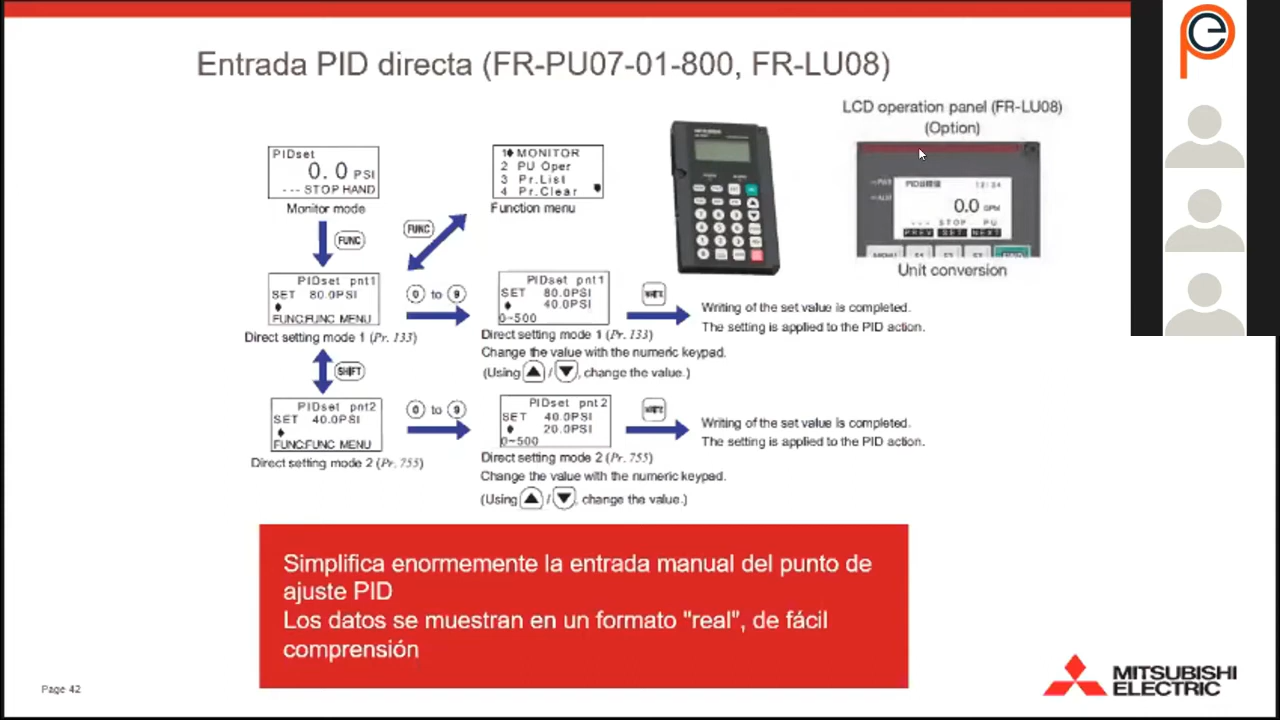 Entrada PID directa (FR-PU07-01-800, FR-LU08)
LCD operation panel (FR-LU08)
(Option)
PIDset
0.0 PSI
--- STOP HAND
Monitor mode
1 MONITOR
2 PU Oper
3 Pr.List
4 Pr.Clear
Function menu
MITSUBISHI
12:34
0.0
--- STOP PU
PREV SET NEXT
Unit conversion
FUNC
FUNC
PIDset pnt1
SET 80.0PSI
FUNC:FUNC MENU
Direct setting mode 1 (Pr. 133)
0 to 9
PIDset pnt1
SET 80.0PSI
40.0PSI
0~500
Direct setting mode 1 (Pr. 133)
Change the value with the numeric keypad.
(Using / , change the value.)
WRITE
Writing of the set value is completed.
The setting is applied to the PID action.
SHIFT
PIDset pnt2
SET 40.0PSI
FUNC:FUNC MENU
Direct setting mode 2 (Pr. 755)
0 to 9
PIDset pnt2
SET 40.0PSI
20.0PSI
0~500
Direct setting mode 2 (Pr. 755)
Change the value with the numeric keypad.
(Using / , change the value.)
WRITE
Writing of the set value is completed.
The setting is applied to the PID action.
Simplifica enormemente la entrada manual del punto de
ajuste PID
Los datos se muestran en un formato "real", de fácil
comprensión
Page 42
MITSUBISHI
ELECTRIC